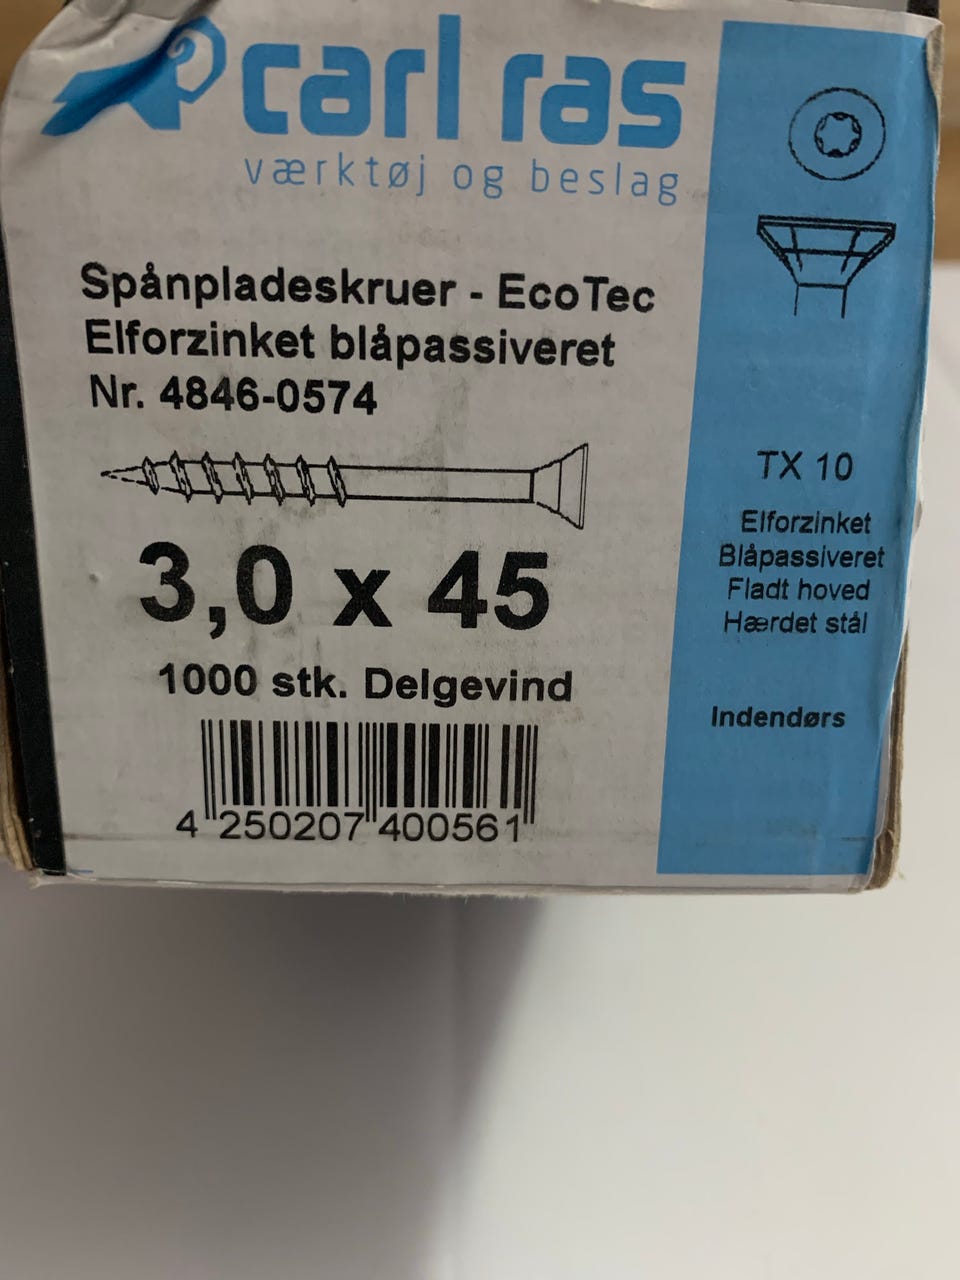 carl ras
værktøj og beslag
Spånpladeskruer - EcoTec
Elforzinket blåpassiveret
Nr. 4846-0574
3,0 x 45
1000 stk. Delgevind
4 250207 400561
TX 10
Elforzinket
Blåpassiveret
Fladt hoved
Hærdet stål
Indendørs